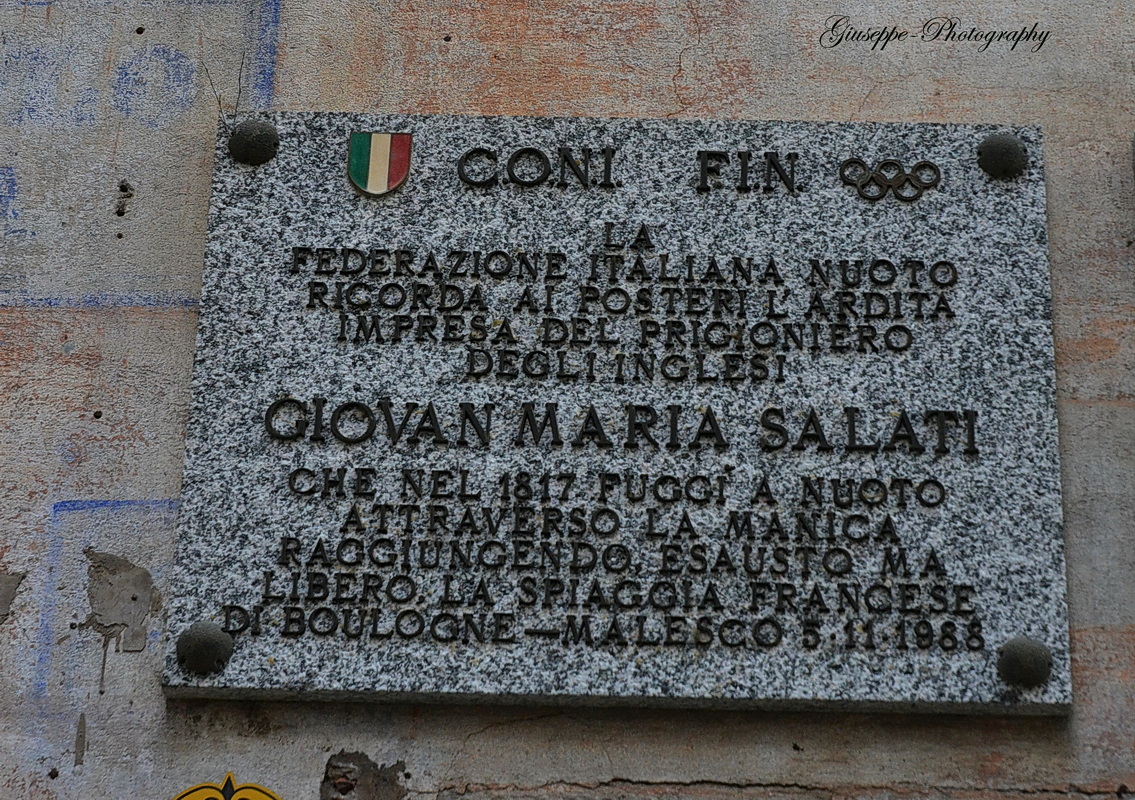 Giuseppe-Photography
C.O.N.I. F.I.N.
LA
FEDERAZIONE ITALIANA NUOTO
RICORDA AI POSTERI L'ARDITA
IMPRESA DEL PRIGIONIERO
DEGLI INGLESI
GIOVAN MARIA SALATI
CHE NEL 1817 FUGGÌ A NUOTO
ATTRAVERSO LA MANICA
RAGGIUNGENDO, ESAUSTO MA
LIBERO, LA SPIAGGIA FRANCESE
DI BOULOGNE — MALESCO 5·11·1988